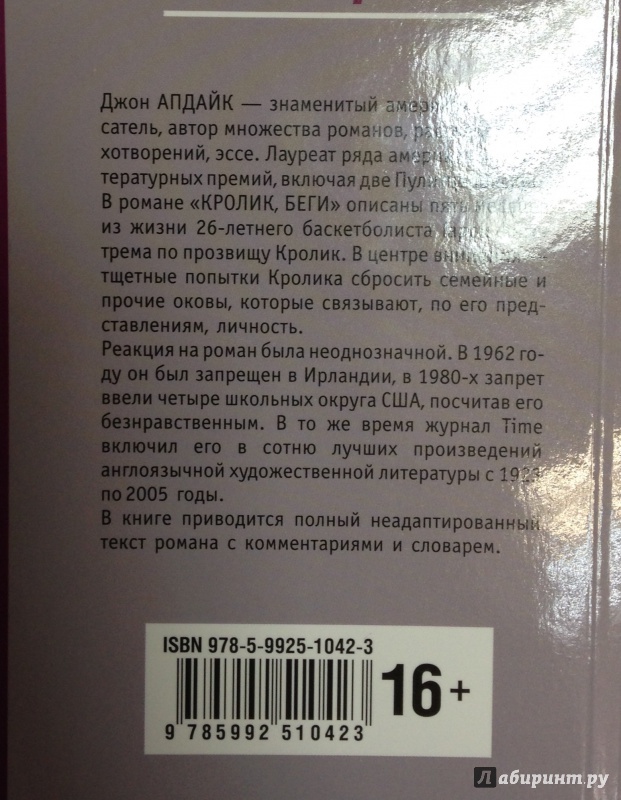 Джон АПДАЙК — знаменитый
сатель, автор множества романов,
хотворений, эссе. Лауреат ряда
тературных премий, включая две
В романе «КРОЛИК, БЕГИ» описаны пять
из жизни 26-летнего баскетболиста
трема по прозвищу Кролик. В центре
тщетные попытки Кролика сбросить семейные и
прочие оковы, которые связывают, по его пред-
ставлениям, личность.
Реакция на роман была неоднозначной. В 1962 го-
ду он был запрещен в Ирландии, в 1980-х запрет
ввели четыре школьных округа США, посчитав его
безнравственным. В то же время журнал Time
включил его в сотню лучших произведений
англоязычной художественной литературы с 1923
по 2005 годы.
В книге приводится полный неадаптированный
текст романа с комментариями и словарем.
ISBN 978-5-9925-1042-3
16+
9 785992 510423
Лабиринт.ру